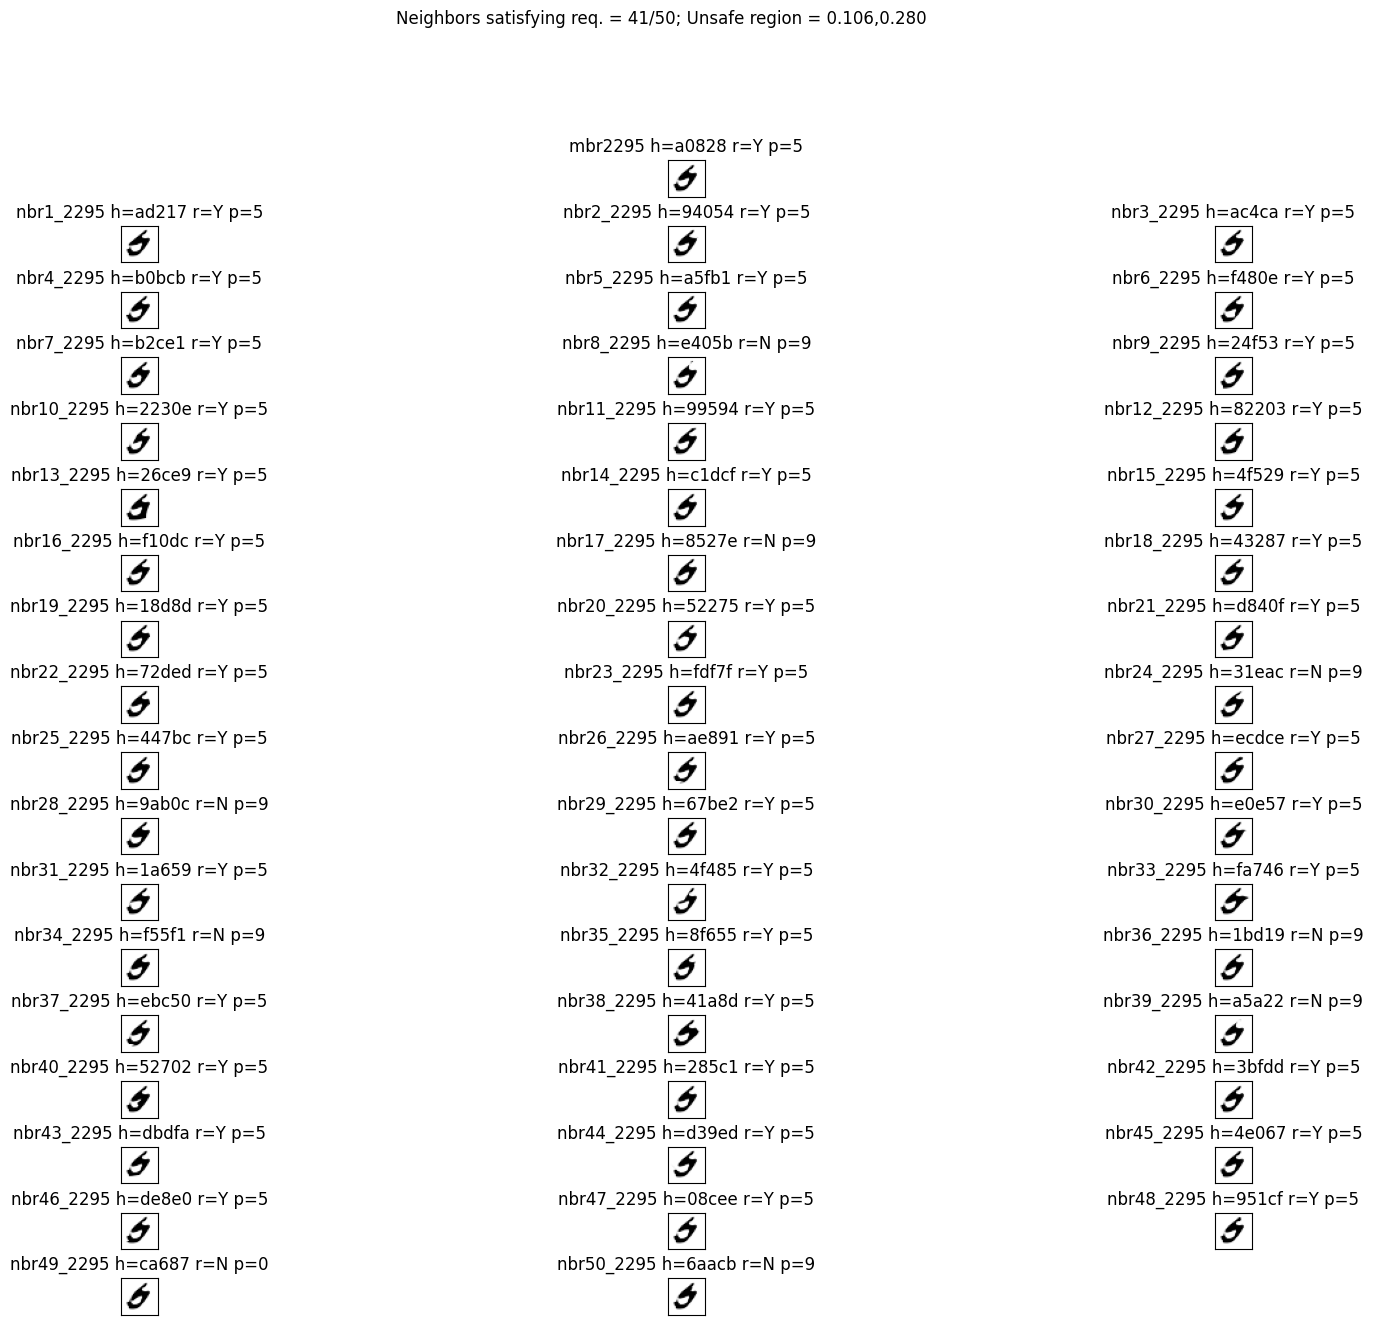 Neighbors satisfying req. = 41/50; Unsafe region = 0.106,0.280
mbr2295 h=a0828 r=Y p=5
nbr1_2295 h=ad217 r=Y p=5 nbr2_2295 h=94054 r=Y p=5 nbr3_2295 h=ac4ca r=Y p=5
nbr4_2295 h=b0bcb r=Y p=5 nbr5_2295 h=a5fb1 r=Y p=5 nbr6_2295 h=f480e r=Y p=5
nbr7_2295 h=b2ce1 r=Y p=5 nbr8_2295 h=e405b r=N p=9 nbr9_2295 h=24f53 r=Y p=5
nbr10_2295 h=2230e r=Y p=5 nbr11_2295 h=99594 r=Y p=5 nbr12_2295 h=82203 r=Y p=5
nbr13_2295 h=26ce9 r=Y p=5 nbr14_2295 h=c1dcf r=Y p=5 nbr15_2295 h=4f529 r=Y p=5
nbr16_2295 h=f10dc r=Y p=5 nbr17_2295 h=8527e r=N p=9 nbr18_2295 h=43287 r=Y p=5
nbr19_2295 h=18d8d r=Y p=5 nbr20_2295 h=52275 r=Y p=5 nbr21_2295 h=d840f r=Y p=5
nbr22_2295 h=72ded r=Y p=5 nbr23_2295 h=fdf7f r=Y p=5 nbr24_2295 h=31eac r=N p=9
nbr25_2295 h=447bc r=Y p=5 nbr26_2295 h=ae891 r=Y p=5 nbr27_2295 h=ecdce r=Y p=5
nbr28_2295 h=9ab0c r=N p=9 nbr29_2295 h=67be2 r=Y p=5 nbr30_2295 h=e0e57 r=Y p=5
nbr31_2295 h=1a659 r=Y p=5 nbr32_2295 h=4f485 r=Y p=5 nbr33_2295 h=fa746 r=Y p=5
nbr34_2295 h=f55f1 r=N p=9 nbr35_2295 h=8f655 r=Y p=5 nbr36_2295 h=1bd19 r=N p=9
nbr37_2295 h=ebc50 r=Y p=5 nbr38_2295 h=41a8d r=Y p=5 nbr39_2295 h=a5a22 r=N p=9
nbr40_2295 h=52702 r=Y p=5 nbr41_2295 h=285c1 r=Y p=5 nbr42_2295 h=3bfdd r=Y p=5
nbr43_2295 h=dbdfa r=Y p=5 nbr44_2295 h=d39ed r=Y p=5 nbr45_2295 h=4e067 r=Y p=5
nbr46_2295 h=de8e0 r=Y p=5 nbr47_2295 h=08cee r=Y p=5 nbr48_2295 h=951cf r=Y p=5
nbr49_2295 h=ca687 r=N p=0 nbr50_2295 h=6aacb r=N p=9